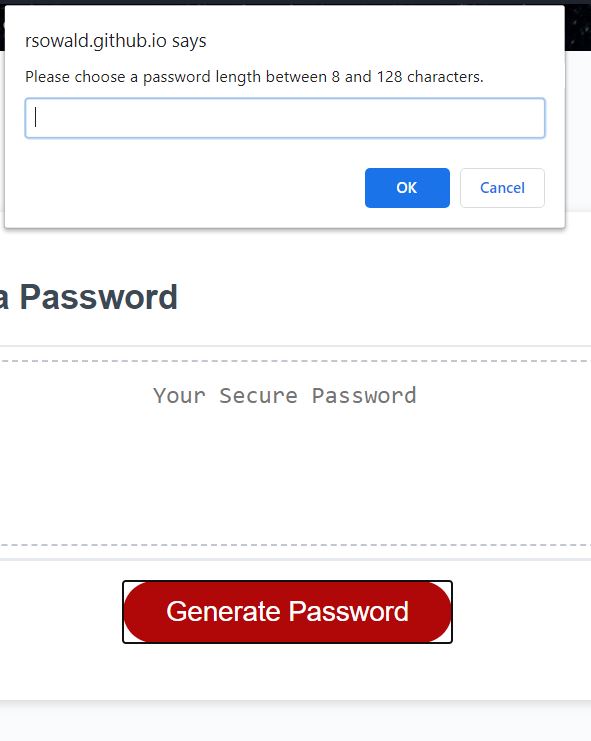 rsowald.github.io says
Please choose a password length between 8 and 128 characters.
OK Cancel
a Password
Your Secure Password
Generate Password